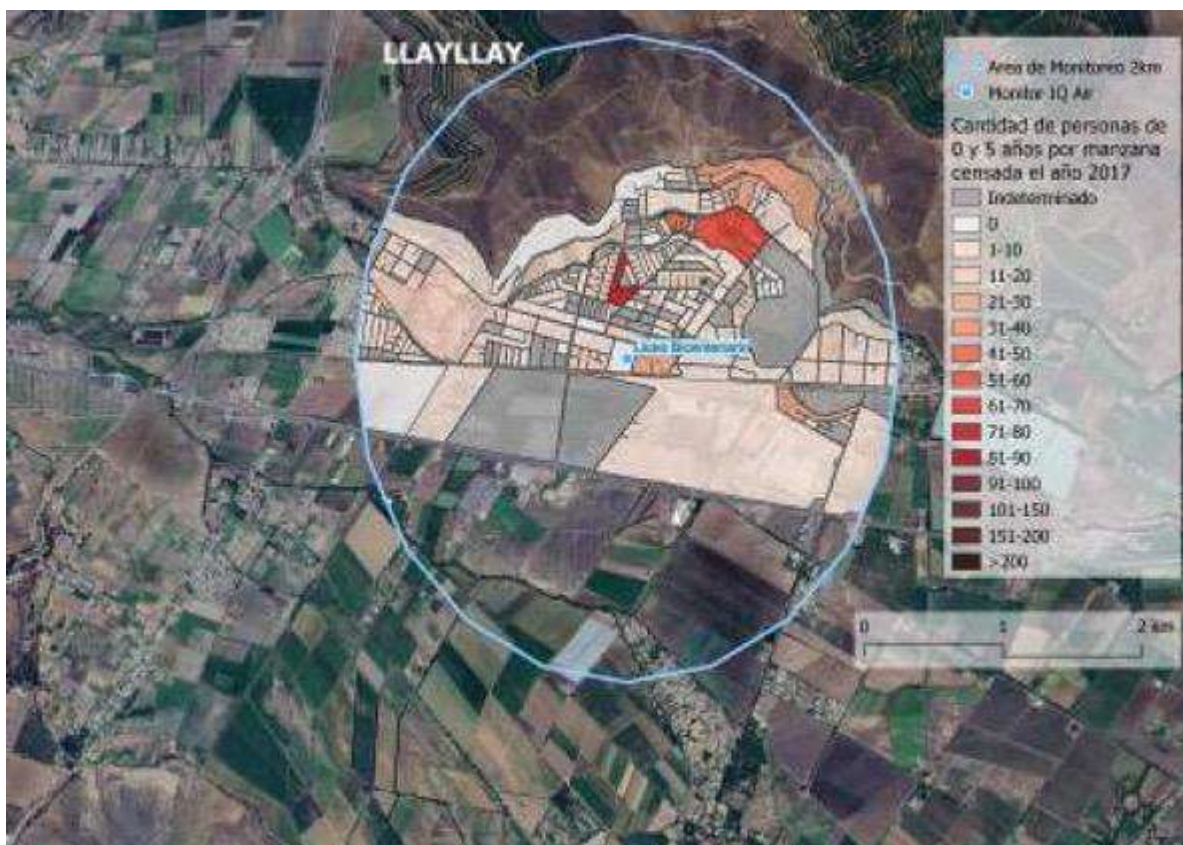 LLAYLLAY
Area de Monitoreo 2km
Monitor IQ Air
Cantidad de personas de
0 y 5 años por manzana
censada el año 2017
Indeterminado
0
1-10
11-20
21-30
31-40
41-50
51-60
61-70
71-80
81-90
91-100
101-150
151-200
>200
Liceo
0 1 2 km